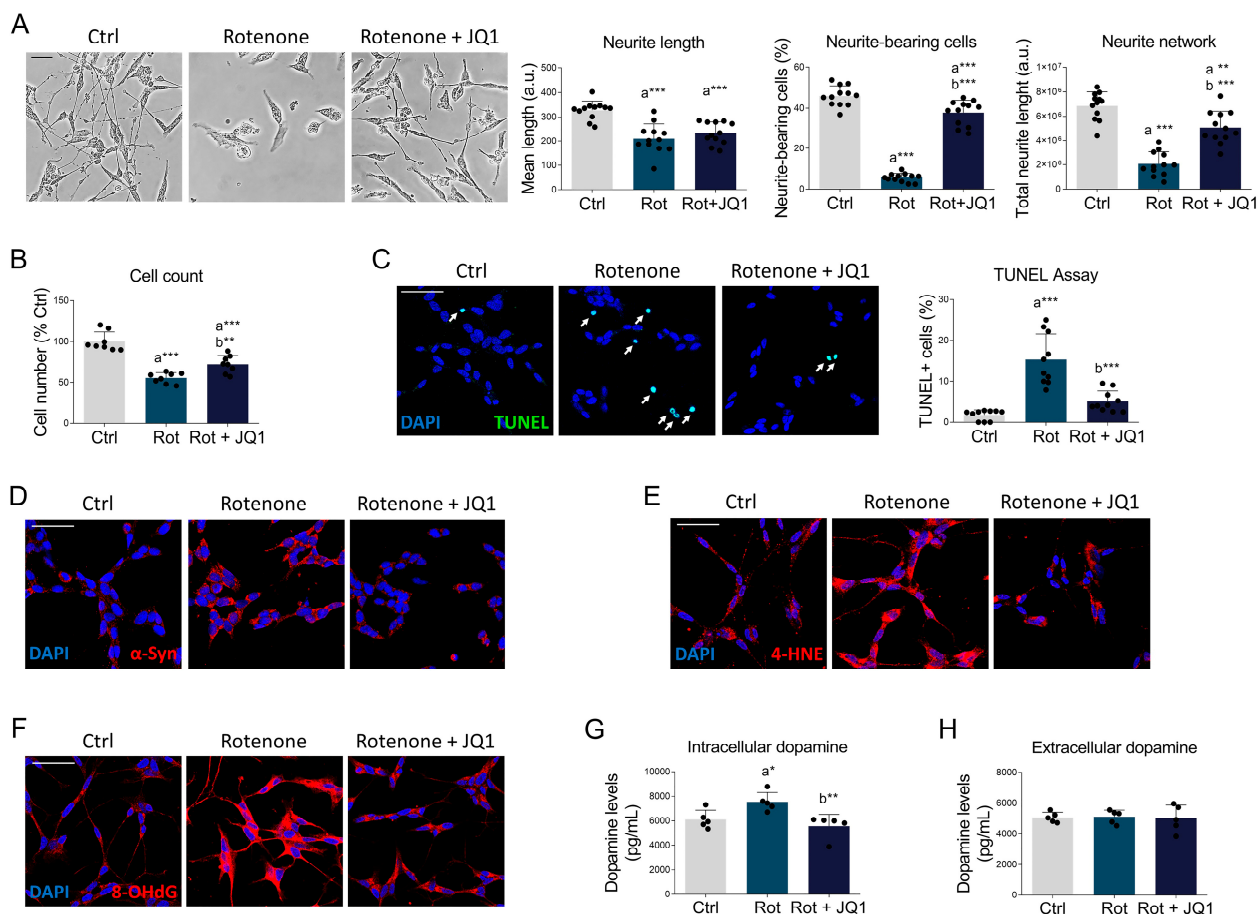 A
Ctrl
Rotenone
Rotenone + JQ1
Neurite length
Mean length (a.u.)
500
400
300
200
100
0
a***
a***
Ctrl
Rot
Rot+JQ1
Neurite-bearing cells
Neurite-bearing cells (%)
60
40
20
0
a***
a***
b***
Ctrl
Rot
Rot+JQ1
Neurite network
Total neurite lenght (a.u.)
1×10⁷
8×10⁶
6×10⁶
4×10⁶
2×10⁶
0
a ***
a **
b ***
Ctrl
Rot
Rot + JQ1
B
Cell count
Cell number (% Ctrl)
150
100
50
0
a***
a***
b**
Ctrl
Rot
Rot + JQ1
C
Ctrl
Rotenone
Rotenone + JQ1
DAPI
TUNEL
TUNEL Assay
TUNEL+ cells (%)
30
20
10
0
a***
b***
Ctrl
Rot
Rot + JQ1
D
Ctrl
Rotenone
Rotenone + JQ1
DAPI
α-Syn
E
Ctrl
Rotenone
Rotenone + JQ1
DAPI
4-HNE
F
Ctrl
Rotenone
Rotenone + JQ1
DAPI
8-OHdG
G
Intracellular dopamine
Dopamine levels
(pg/mL)
10000
8000
6000
4000
2000
0
a*
b**
Ctrl
Rot
Rot + JQ1
H
Extracellular dopamine
Dopamine levels
(pg/mL)
8000
6000
4000
2000
0
Ctrl
Rot
Rot + JQ1